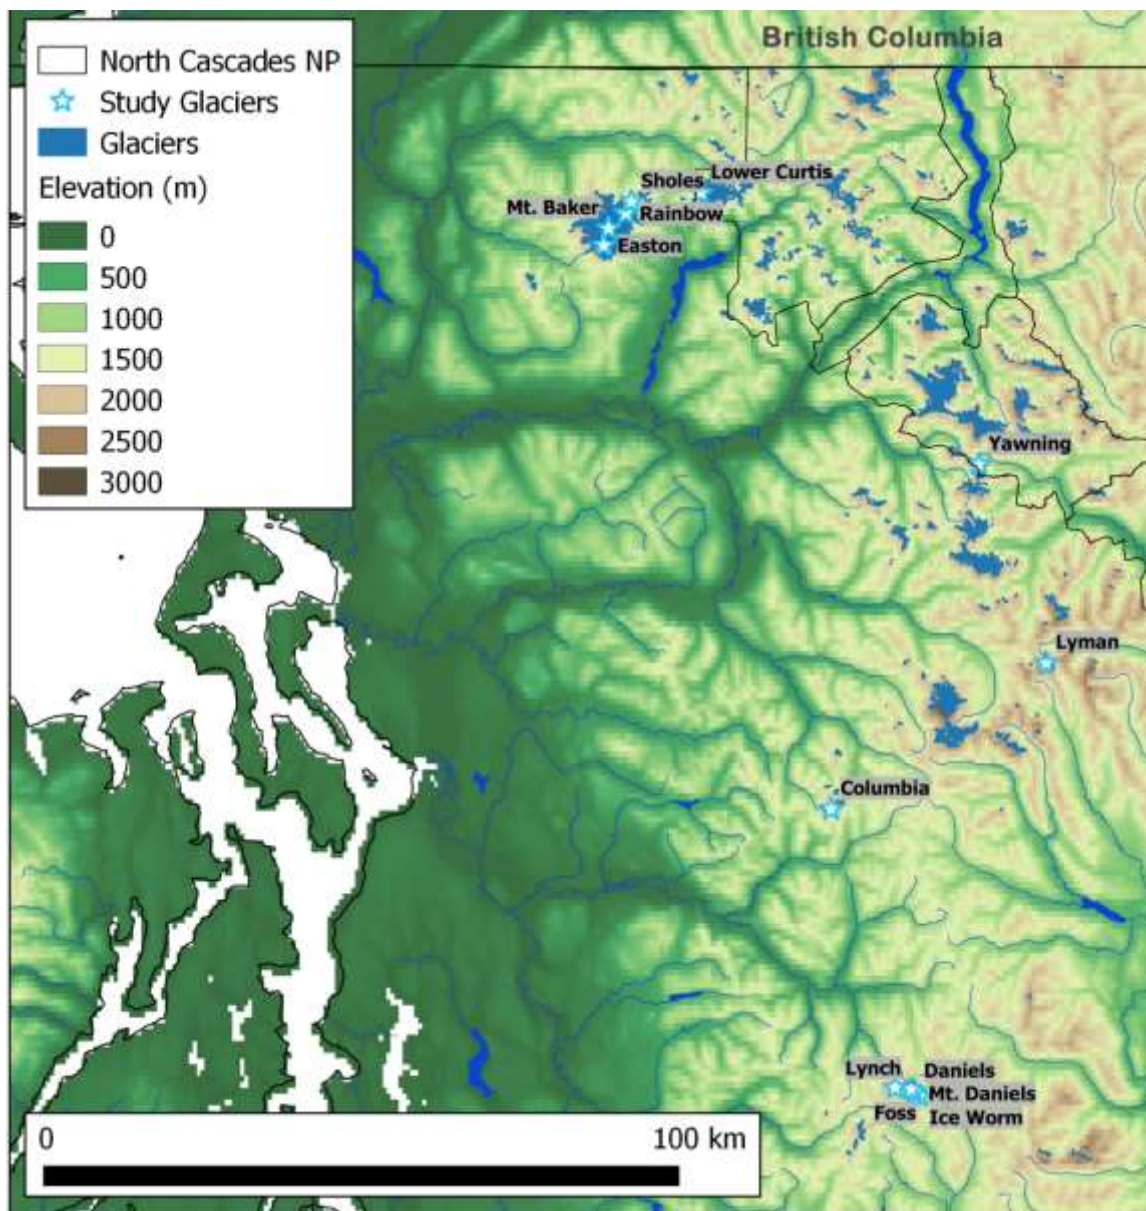 British Columbia
North Cascades NP
Study Glaciers
Glaciers
Elevation (m)
0
500
1000
1500
2000
2500
3000
Sholes
Lower Curtis
Mt. Baker
Rainbow
Easton
Yawning
Lyman
Columbia
Lynch
Daniels
Mt. Daniels
Foss
Ice Worm
0
100 km